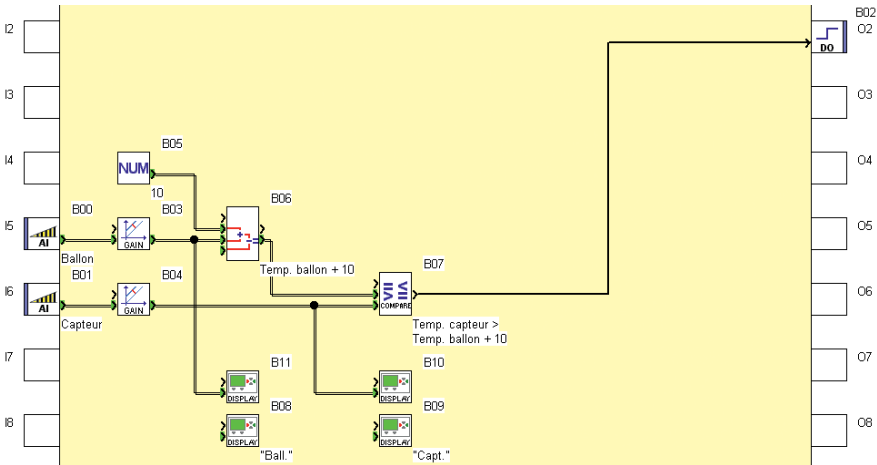 B02
I2
O2
DO
I3
O3
I4
B05
O4
NUM
10
B00
B03
B06
I5
O5
AI
GAIN
Ballon
Temp. ballon + 10
B01
B04
B07
I6
O6
AI
GAIN
COMPARE
Capteur
Temp. capteur >
Temp. ballon + 10
I7
B11
B10
O7
DISPLAY
DISPLAY
B08
B09
I8
O8
DISPLAY
DISPLAY
"Ball."
"Capt."